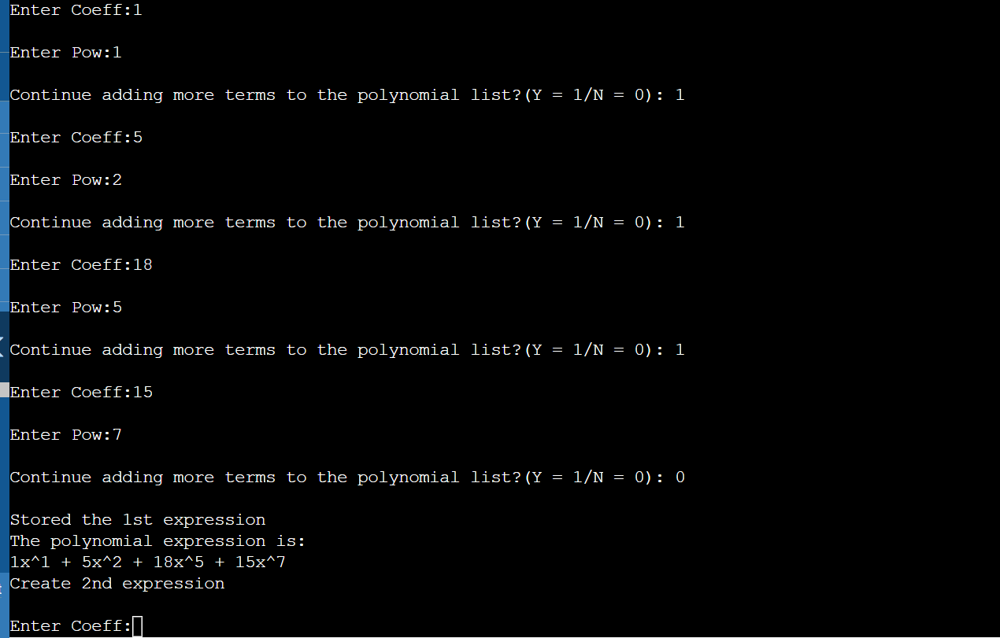 Enter Coeff:1
Enter Pow:1
Continue adding more terms to the polynomial list?(Y = 1/N = 0): 1
Enter Coeff:5
Enter Pow:2
Continue adding more terms to the polynomial list?(Y = 1/N = 0): 1
Enter Coeff:18
Enter Pow:5
Continue adding more terms to the polynomial list?(Y = 1/N = 0): 1
Enter Coeff:15
Enter Pow:7
Continue adding more terms to the polynomial list?(Y = 1/N = 0): 0
Stored the 1st expression
The polynomial expression is:
1x^1 + 5x^2 + 18x^5 + 15x^7
Create 2nd expression
Enter Coeff: